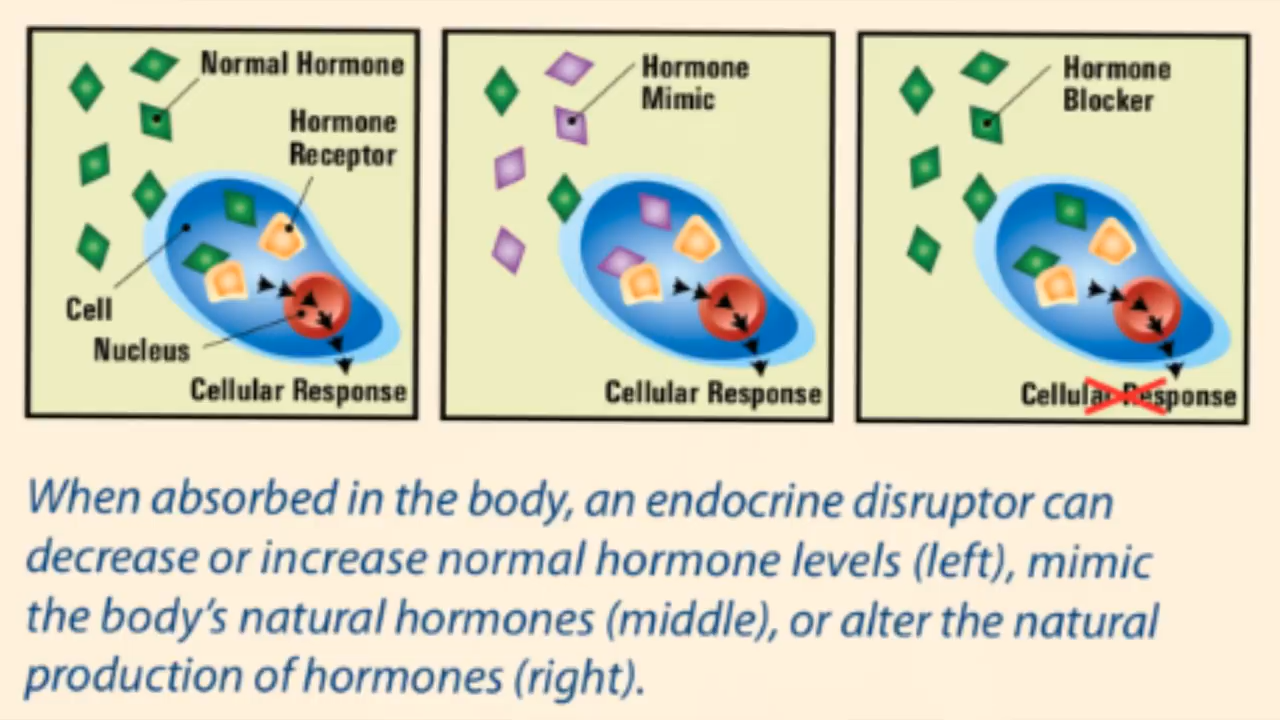 Normal Hormone
Hormone
Receptor
Cell
Nucleus
Cellular Response
Hormone
Mimic
Cellular Response
Hormone
Blocker
Cellular Response
When absorbed in the body, an endocrine disruptor can
decrease or increase normal hormone levels (left), mimic
the body's natural hormones (middle), or alter the natural
production of hormones (right).